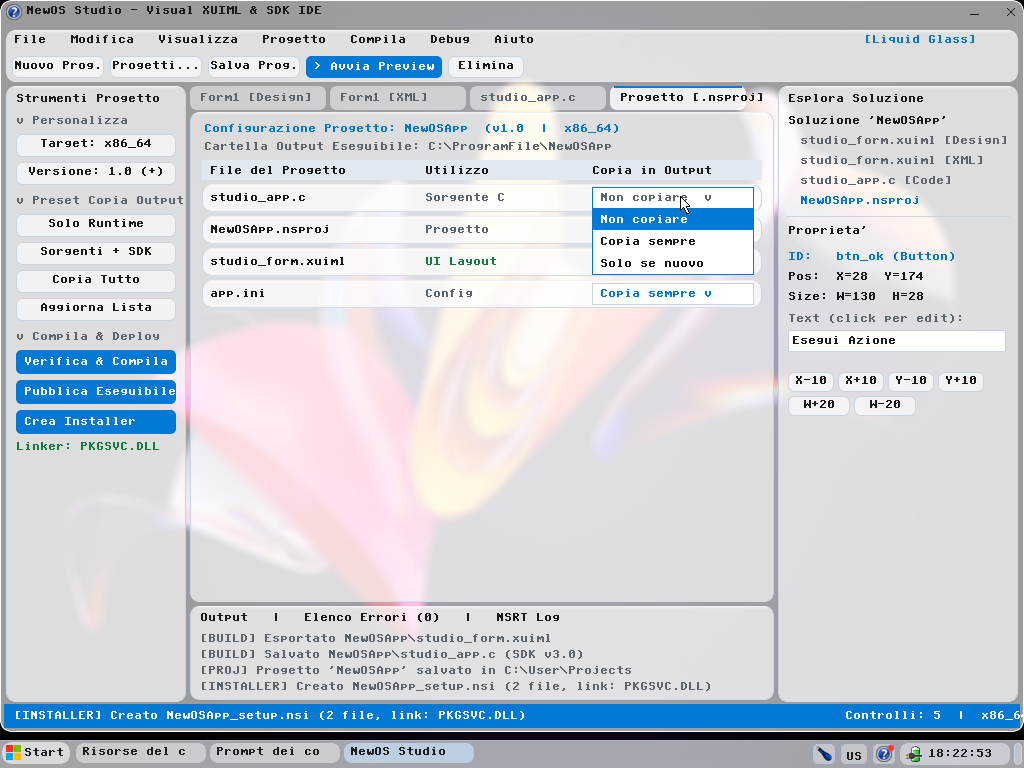 NewOS Studio - Visual XUIML & SDK IDE
File Modifica Visualizza Progetto Compila Debug Aiuto [Liquid Glass]
Nuovo Prog. Progetti... Salva Prog. > Avvia Preview Elimina
Strumenti Progetto
v Personalizza
Target: x86_64
Versione: 1.0 (+)
v Preset Copia Output
Solo Runtime
Sorgenti + SDK
Copia Tutto
Aggiorna Lista
v Compila & Deploy
Verifica & Compila
Pubblica Eseguibile
Crea Installer
Linker: PKGSVC.DLL
Form1 [Design] Form1 [XML] studio_app.c Progetto [.nsproj]
Configurazione Progetto: NewOSApp (v1.0 | x86_64)
Cartella Output Eseguibile: C:\ProgramFile\NewOSApp
File del Progetto Utilizzo Copia in Output
studio_app.c Sorgente C Non copiare v
NewOSApp.nsproj Progetto
studio_form.xuiml UI Layout
app.ini Config Copia sempre v
Non copiare
Copia sempre
Solo se nuovo
Output | Elenco Errori (0) | NSRT Log
[BUILD] Esportato NewOSApp\studio_form.xuiml
[BUILD] Salvato NewOSApp\studio_app.c (SDK v3.0)
[PROJ] Progetto 'NewOSApp' salvato in C:\User\Projects
[INSTALLER] Creato NewOSApp_setup.nsi (2 file, link: PKGSVC.DLL)
Esplora Soluzione
Soluzione 'NewOSApp'
studio_form.xuiml [Design]
studio_form.xuiml [XML]
studio_app.c [Code]
NewOSApp.nsproj
Proprieta'
ID: btn_ok (Button)
Pos: X=28 Y=174
Size: W=130 H=28
Text (click per edit):
Esegui Azione
X-10 X+10 Y-10 Y+10
W+20 W-20
[INSTALLER] Creato NewOSApp_setup.nsi (2 file, link: PKGSVC.DLL) Controlli: 5 | x86_6
Start Risorse del c Prompt dei co NewOS Studio US 18:22:53